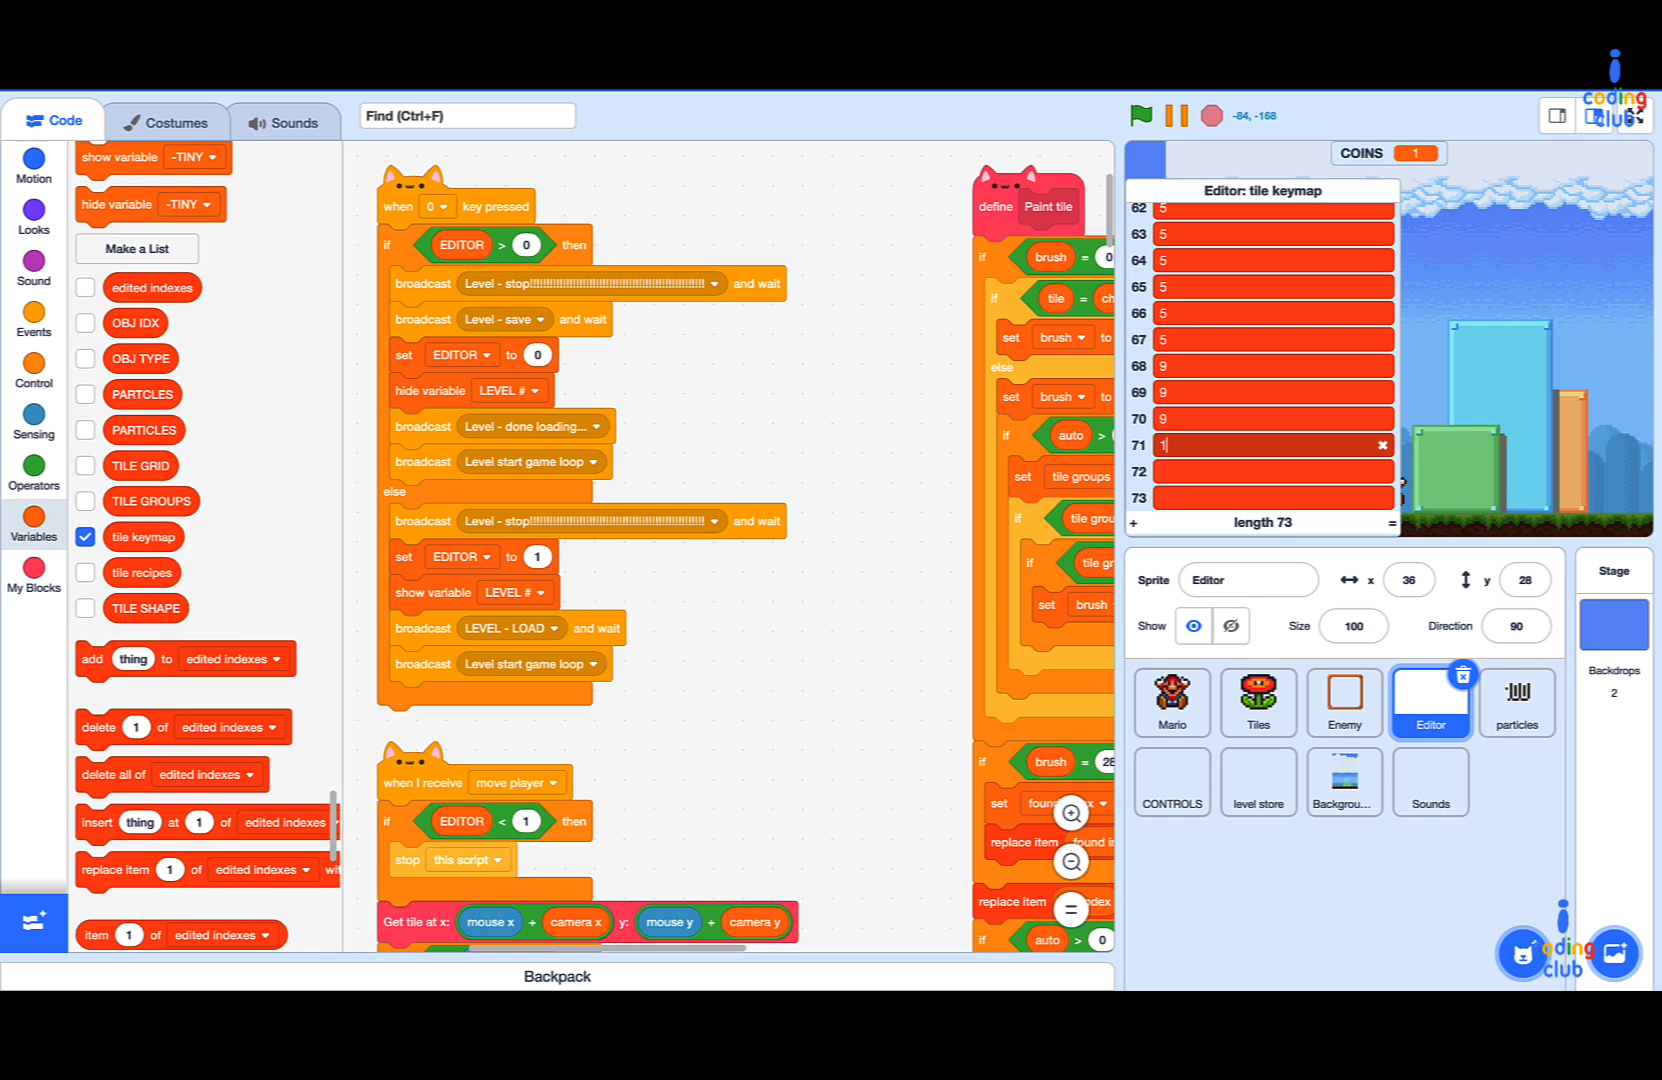 coding
club
Code
Costumes
Sounds
Find (Ctrl+F)
-84, -168
Motion
Looks
Sound
Events
Control
Sensing
Operators
Variables
My Blocks
show variable -TINY
hide variable -TINY
Make a List
edited indexes
OBJ IDX
OBJ TYPE
PARTCLES
PARTICLES
TILE GRID
TILE GROUPS
tile keymap
tile recipes
TILE SHAPE
add thing to edited indexes
delete 1 of edited indexes
delete all of edited indexes
insert thing at 1 of edited indexes
replace item 1 of edited indexes
item 1 of edited indexes
when 0 key pressed
if EDITOR > 0 then
broadcast Level - stop!!!!!!!!!!!!!!!!!!!!!!!!!!!!!!!!!!!!!!!!!!!!!!!!!!!! and wait
broadcast Level - save and wait
set EDITOR to 0
hide variable LEVEL #
broadcast Level - done loading...
broadcast Level start game loop
else
broadcast Level - stop!!!!!!!!!!!!!!!!!!!!!!!!!!!!!!!!!!!!!!!!!!!!!!!!!!!! and wait
set EDITOR to 1
show variable LEVEL #
broadcast LEVEL - LOAD and wait
broadcast Level start game loop
when I receive move player
if EDITOR < 1 then
stop this script
Get tile at x: mouse x + camera x y: mouse y + camera y
define Paint tile
if brush = 0
if tile =
set brush to
else
set brush to
if auto >
set tile groups
if
if
set brush
if brush = 28
set
replace item
replace item
if auto > 0
Backpack
COINS 1
Editor: tile keymap
62 5
63 5
64 5
65 5
66 5
67 5
68 9
69 9
70 9
71 1
72
73
+ length 73 =
Sprite Editor x 36 y 28
Show Size 100 Direction 90
Mario
Tiles
Enemy
Editor
particles
CONTROLS
level store
Backgrou...
Sounds
Stage
Backdrops
2
oding
club